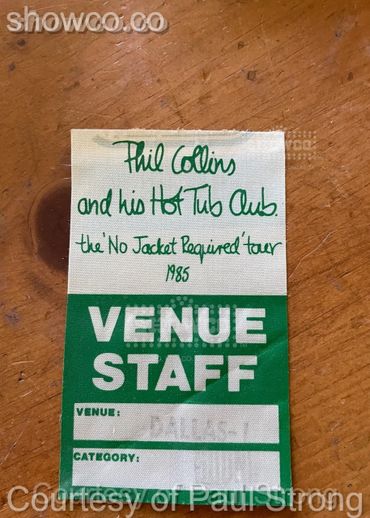 showco.co
Phil Collins
and his Hot Tub Club.
the 'No Jacket Required' tour
1985
VENUE
STAFF
VENUE:
DALLAS-1
CATEGORY:
Courtesy of Paul Strong